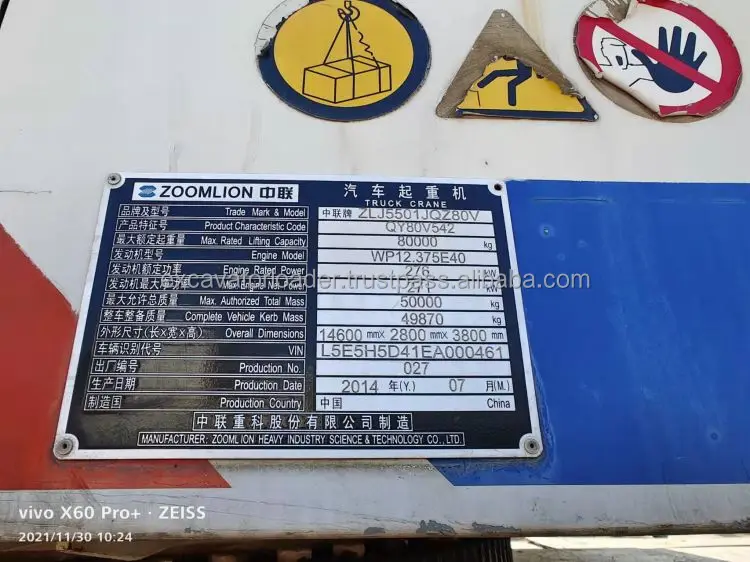 ZOOMLION 中联 汽车起重机
TRUCK CRANE
品牌及型号 Trade Mark & Model 中联牌 ZLJ5501JQZ80V
产品特征号 Product Characteristic Code QY80V542
最大额定起重量 Max. Rated Lifting Capacity 80000 kg
发动机型号 Engine Model WP12.375E40
发动机额定功率 Engine Rated Power 276 kW
发动机最大净功率 Max Engine Net Power kW
最大允许总质量 Max. Authorized Total Mass 50000 kg
整车整备质量 Complete Vehicle Kerb Mass 49870 kg
外形尺寸(长×宽×高) Overall Dimensions 14600 mm× 2800 mm× 3800 mm
车辆识别代号 VIN L5E5H5D41EA000461
出厂编号 Production No. 027
生产日期 Production Date 2014 年(Y.) 07 月(M.)
制造国 Production Country 中国 China
中联重科股份有限公司制造
MANUFACTURER: ZOOMLION HEAVY INDUSTRY SCIENCE & TECHNOLOGY CO., LTD.
excavatorloader.en.alibaba.com
vivo X60 Pro+ · ZEISS
2021/11/30 10:24